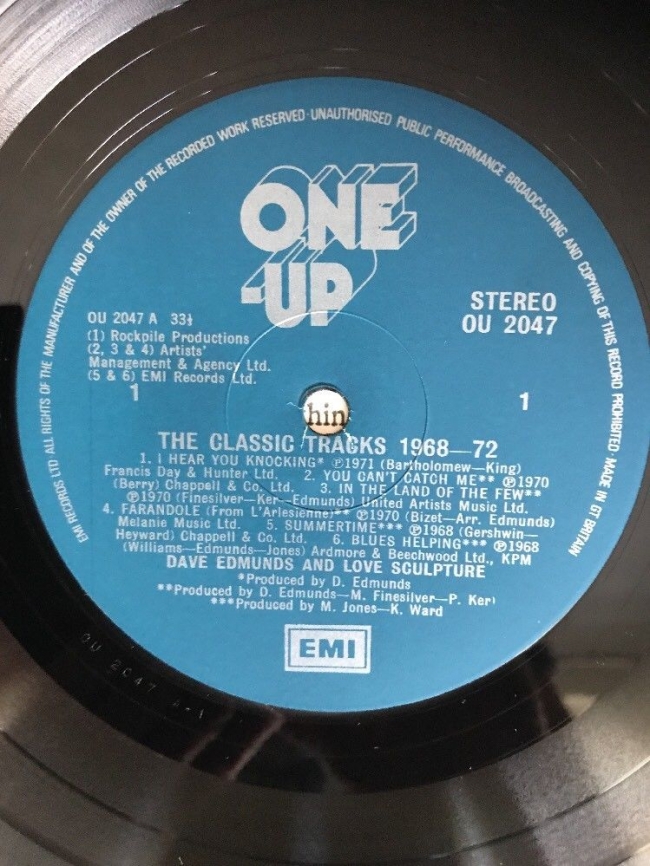 EMI RECORDS LTD ALL RIGHTS OF THE MANUFACTURER AND OF THE OWNER OF THE RECORDED WORK RESERVED · UNAUTHORISED PUBLIC PERFORMANCE BROADCASTING AND COPYING OF THIS RECORD PROHIBITED · MADE IN GT BRITAIN
ONE
-UP
OU 2047 A 33⅓
(1) Rockpile Productions
(2, 3 & 4) Artists'
Management & Agency Ltd.
(5 & 6) EMI Records Ltd.
1
STEREO
OU 2047
1
hin
THE CLASSIC TRACKS 1968—72
1. I HEAR YOU KNOCKING* ℗1971 (Bartholomew—King)
Francis Day & Hunter Ltd. 2. YOU CAN'T CATCH ME** ℗1970
(Berry) Chappell & Co. Ltd. 3. IN THE LAND OF THE FEW**
℗1970 (Finesilver—Ker—Edmunds) United Artists Music Ltd.
4. FARANDOLE (From L'Arlesienne)** ℗1970 (Bizet—Arr. Edmunds)
Melanie Music Ltd. 5. SUMMERTIME*** ℗1968 (Gershwin—
Heyward) Chappell & Co. Ltd. 6. BLUES HELPING*** ℗1968
(Williams—Edmunds—Jones) Ardmore & Beechwood Ltd., KPM
DAVE EDMUNDS AND LOVE SCULPTURE
*Produced by D. Edmunds
**Produced by D. Edmunds—M. Finesilver—P. Ker)
***Produced by M. Jones—K. Ward
EMI
OU 2047 A-1